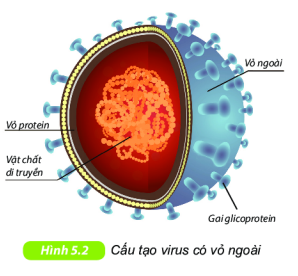 Vỏ ngoài
Vỏ protein
Vật chất
di truyền
Gai glicoprotein
Hình 5.2 Cấu tạo virus có vỏ ngoài